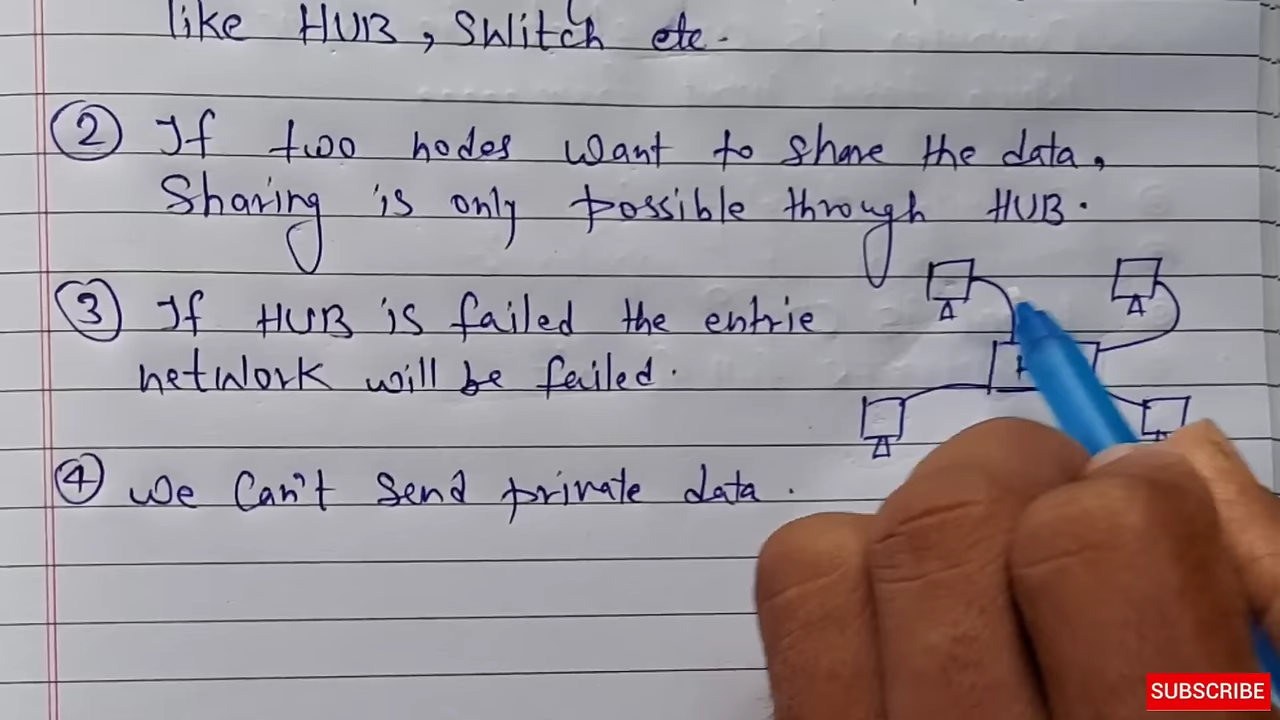 like HUB, Switch etc.
② If two nodes want to share the data,
Sharing is only possible through HUB.
③ If HUB is failed the entrie
network will be failed.
④ We Can't Send private data.
SUBSCRIBE